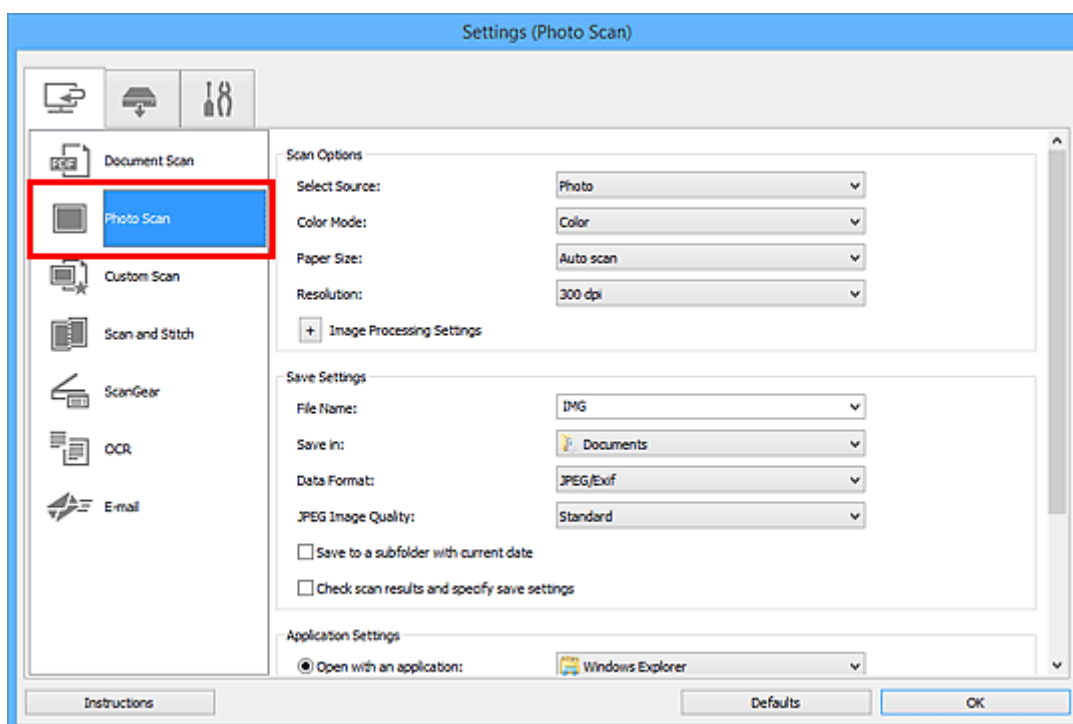 Settings (Photo Scan)
PDF
Document Scan
Photo Scan
Custom Scan
Scan and Stitch
ScanGear
OCR
E-mail
Scan Options
Select Source: Photo
Color Mode: Color
Paper Size: Auto scan
Resolution: 300 dpi
+ Image Processing Settings
Save Settings
File Name: IMG
Save in: Documents
Data Format: JPEG/Exif
JPEG Image Quality: Standard
Save to a subfolder with current date
Check scan results and specify save settings
Application Settings
Open with an application: Windows Explorer
Instructions Defaults OK